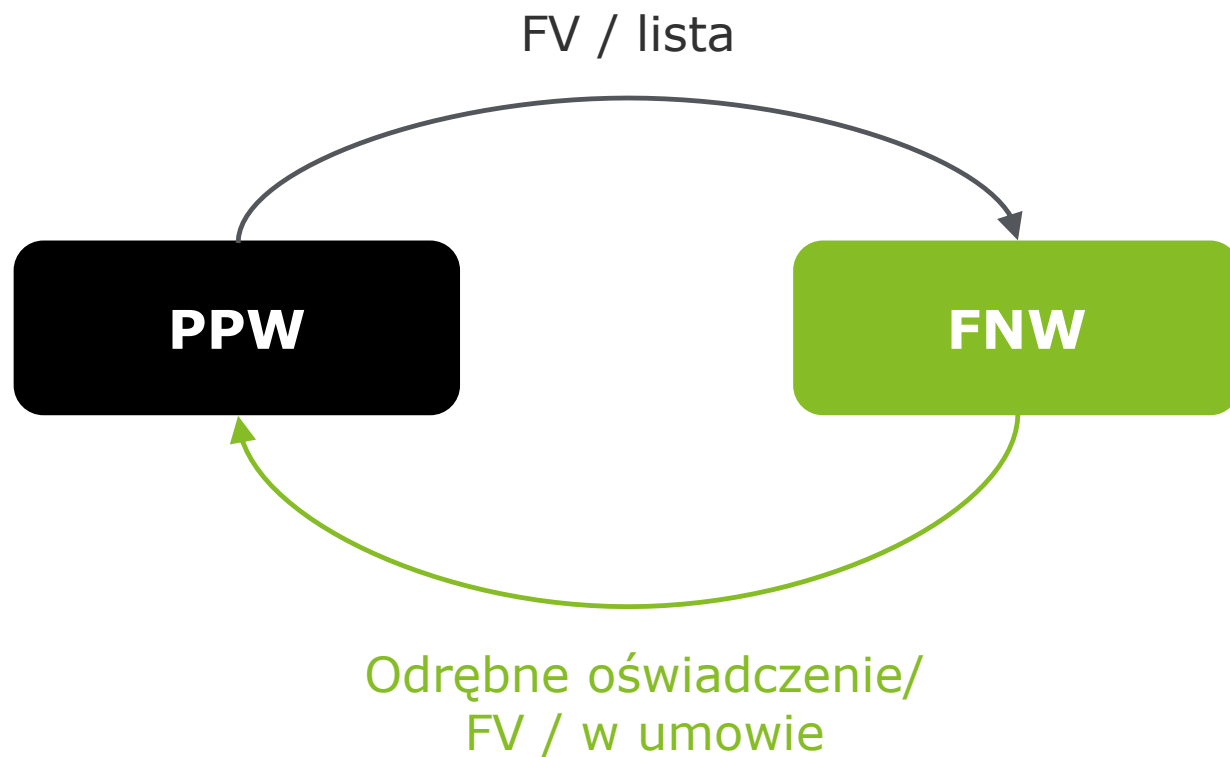 FV / lista
PPW
FNW
Odrębne oświadczenie/
FV / w umowie